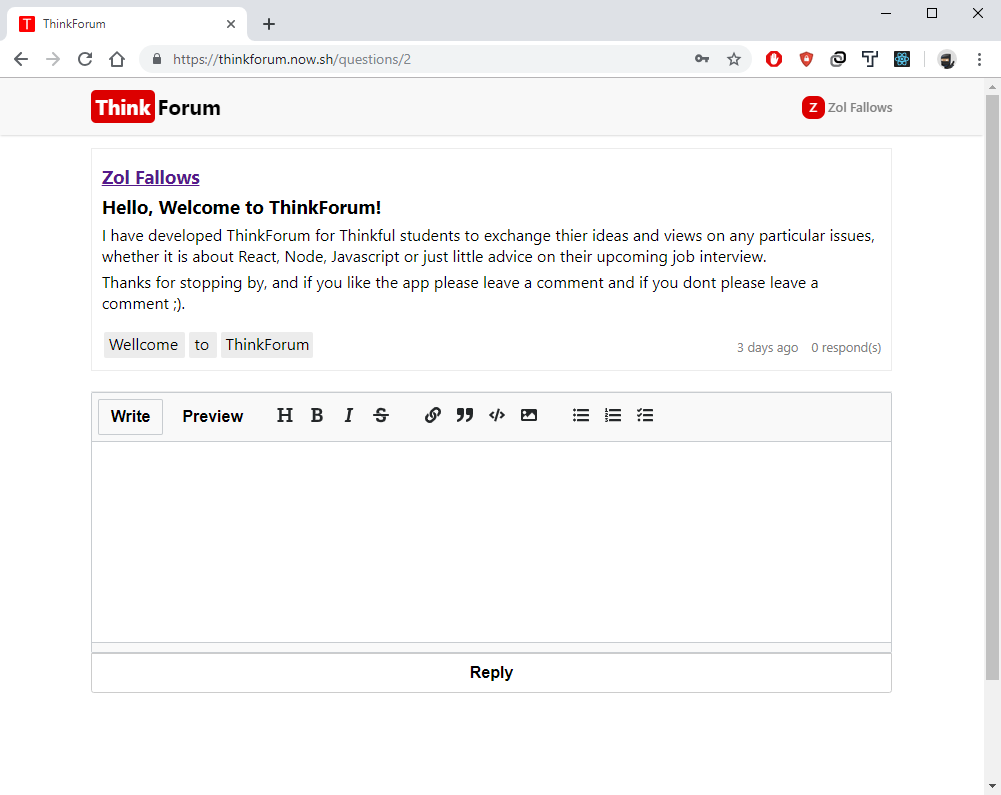 T ThinkForum
https://thinkforum.now.sh/questions/2
Think Forum
Z Zol Fallows
Zol Fallows
Hello, Welcome to ThinkForum!
I have developed ThinkForum for Thinkful students to exchange thier ideas and views on any particular issues,
whether it is about React, Node, Javascript or just little advice on their upcoming job interview.
Thanks for stopping by, and if you like the app please leave a comment and if you dont please leave a
comment ;).
Wellcome to ThinkForum
3 days ago 0 respond(s)
Write Preview H B I S
Reply